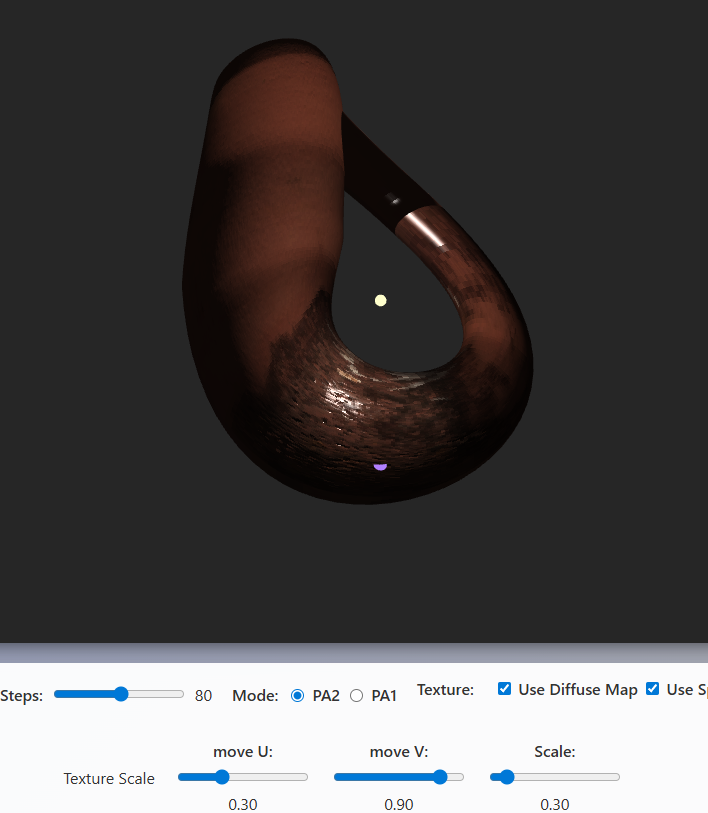 Steps: 80 Mode: PA2 PA1 Texture: Use Diffuse Map Use
move U: move V: Scale:
Texture Scale
0.30 0.90 0.30